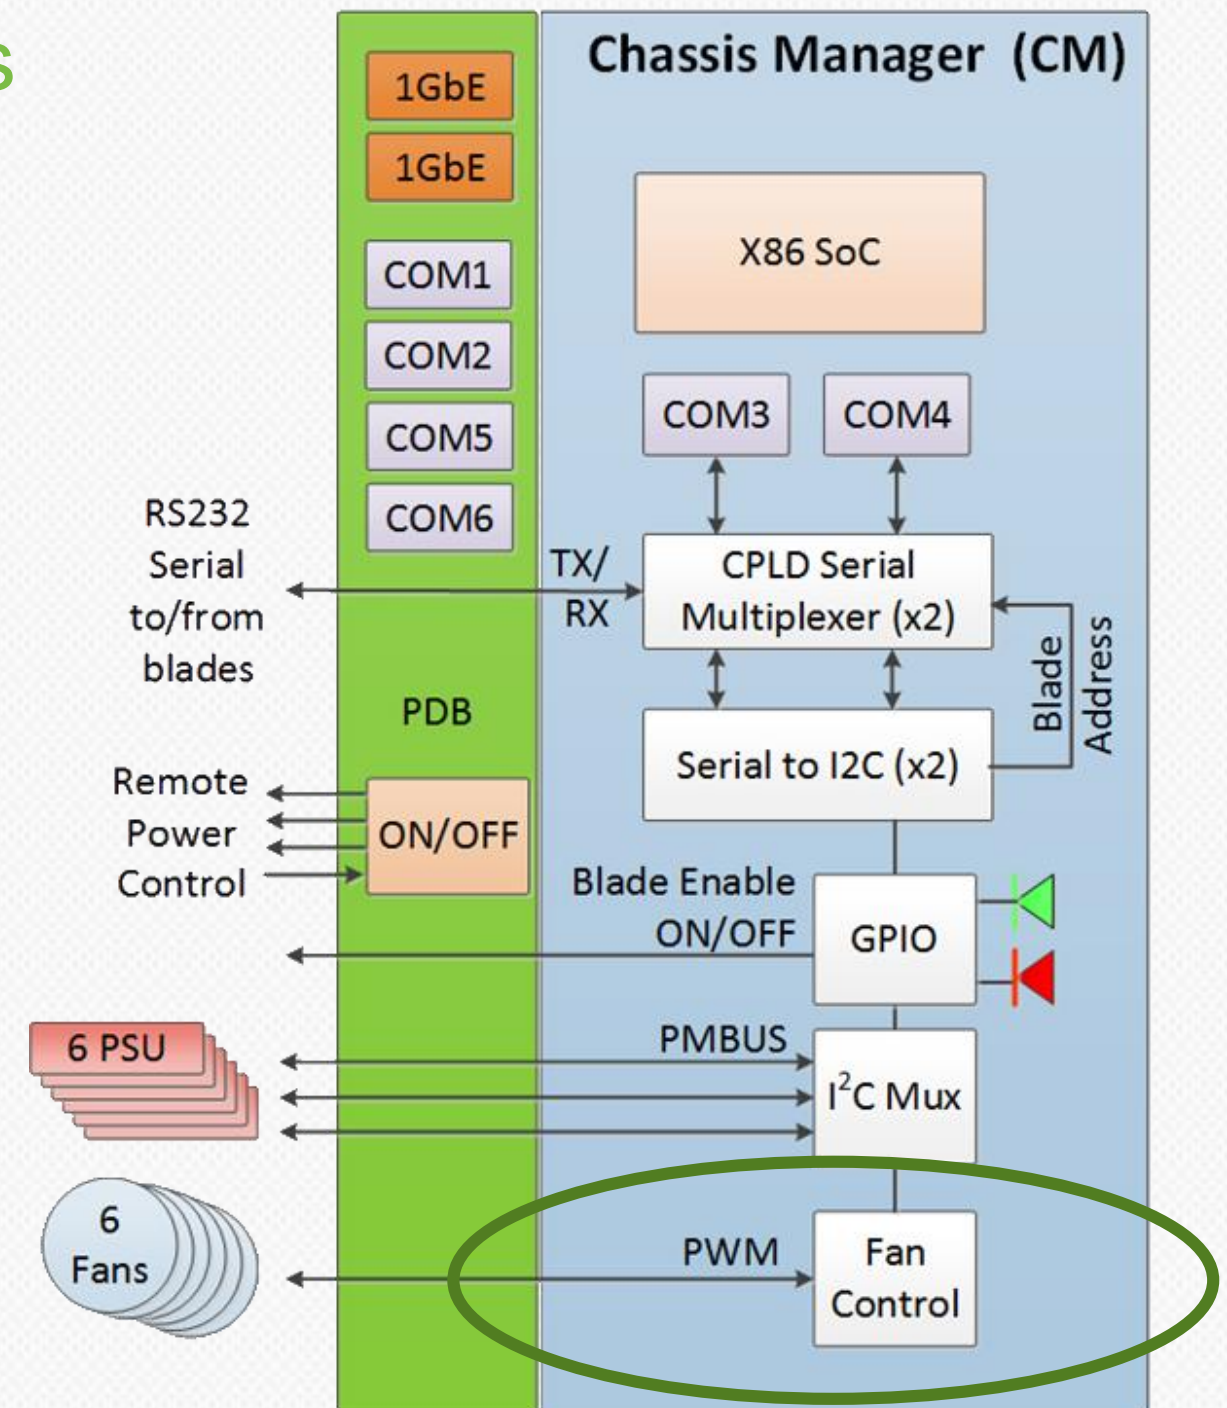 s
Chassis Manager (CM)
1GbE
1GbE
X86 SoC
COM1
COM2
COM5
COM6
COM3
COM4
RS232
Serial
to/from
blades
TX/
RX
CPLD Serial
Multiplexer (x2)
Blade
Address
PDB
Serial to I2C (x2)
Remote
Power
Control
ON/OFF
Blade Enable
ON/OFF
GPIO
6 PSU
PMBUS
I²C Mux
6
Fans
PWM
Fan
Control